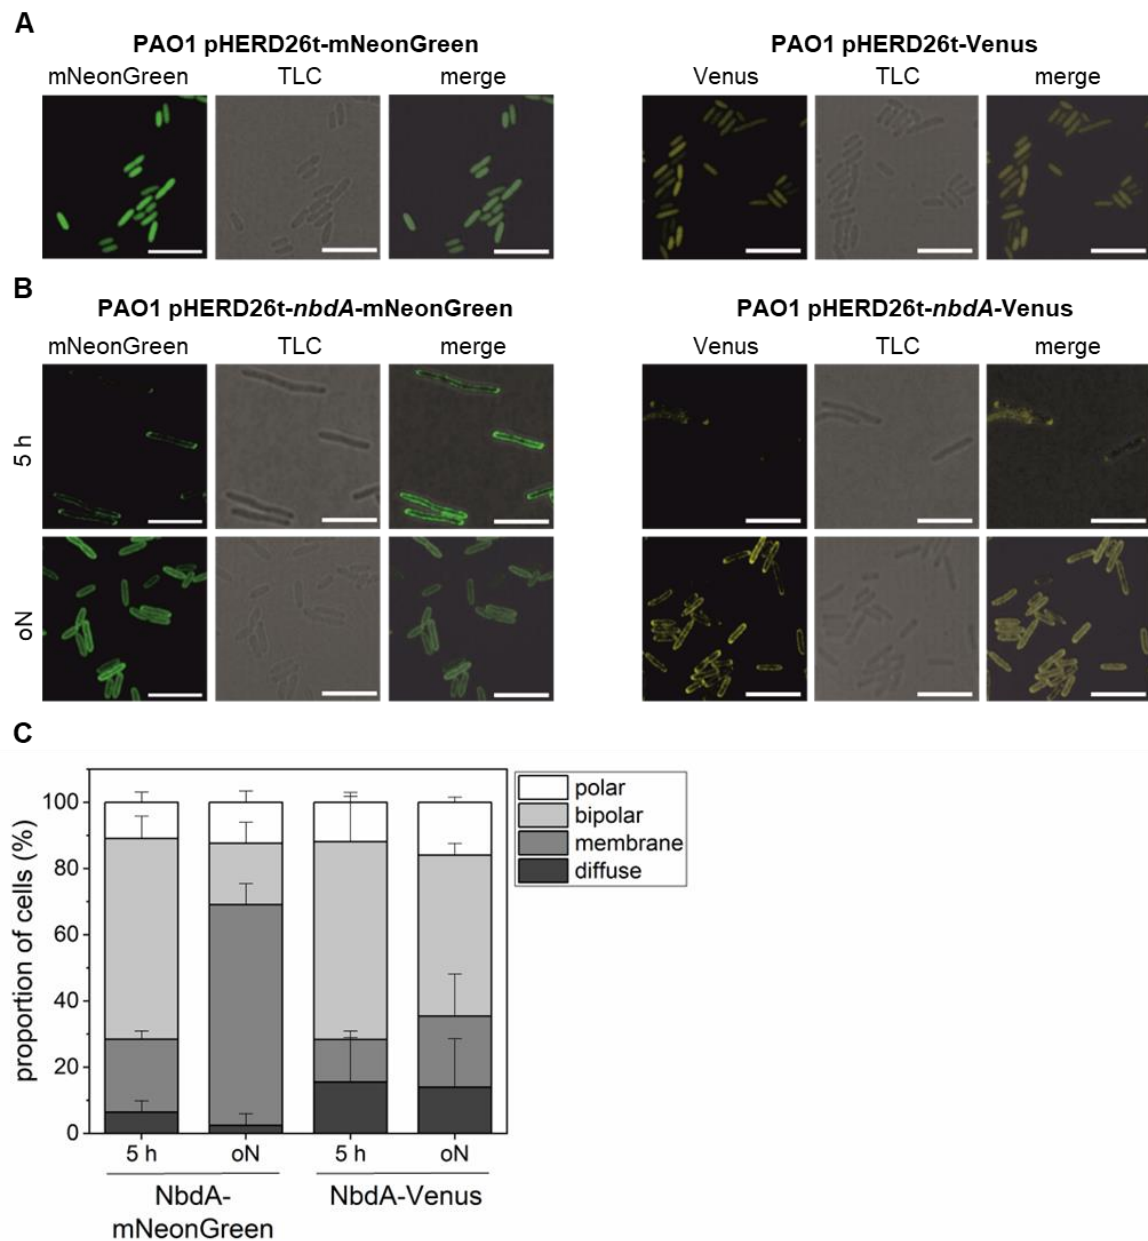 A
PAO1 pHERD26t-mNeonGreen
PAO1 pHERD26t-Venus
mNeonGreen TLC merge
Venus TLC merge
B
PAO1 pHERD26t-nbdA-mNeonGreen
PAO1 pHERD26t-nbdA-Venus
mNeonGreen TLC merge
Venus TLC merge
5 h
oN
C
proportion of cells (%)
100
80
60
40
20
0
polar
bipolar
membrane
diffuse
5 h oN 5 h oN
NbdA-
mNeonGreen
NbdA-Venus